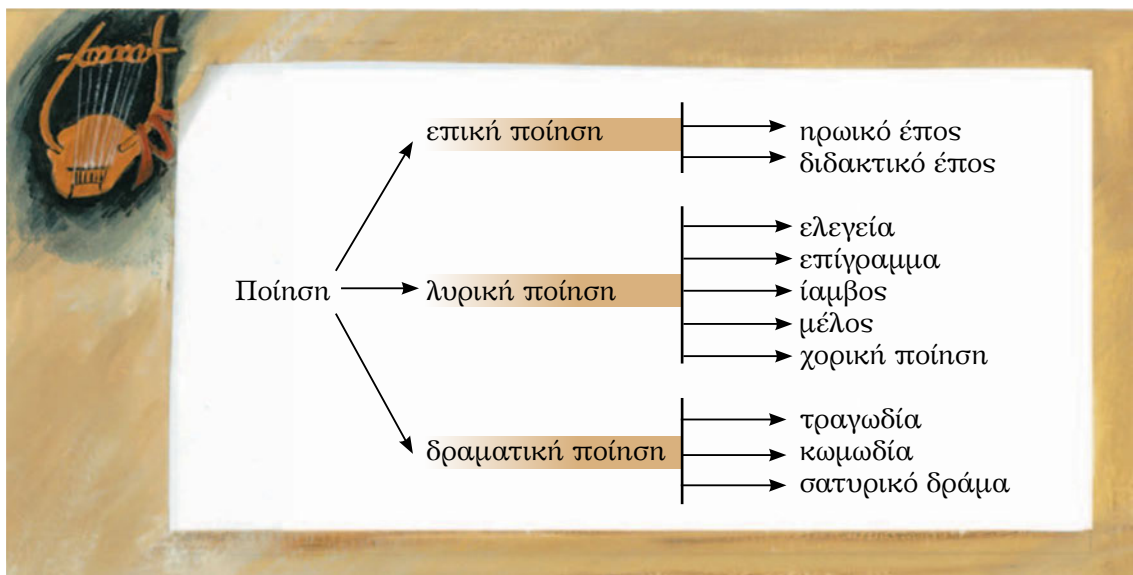 Ποίηση
επική ποίηση
ηρωικό έπος
διδακτικό έπος
λυρική ποίηση
ελεγεία
επίγραμμα
ίαμβος
μέλος
χορική ποίηση
δραματική ποίηση
τραγωδία
κωμωδία
σατυρικό δράμα